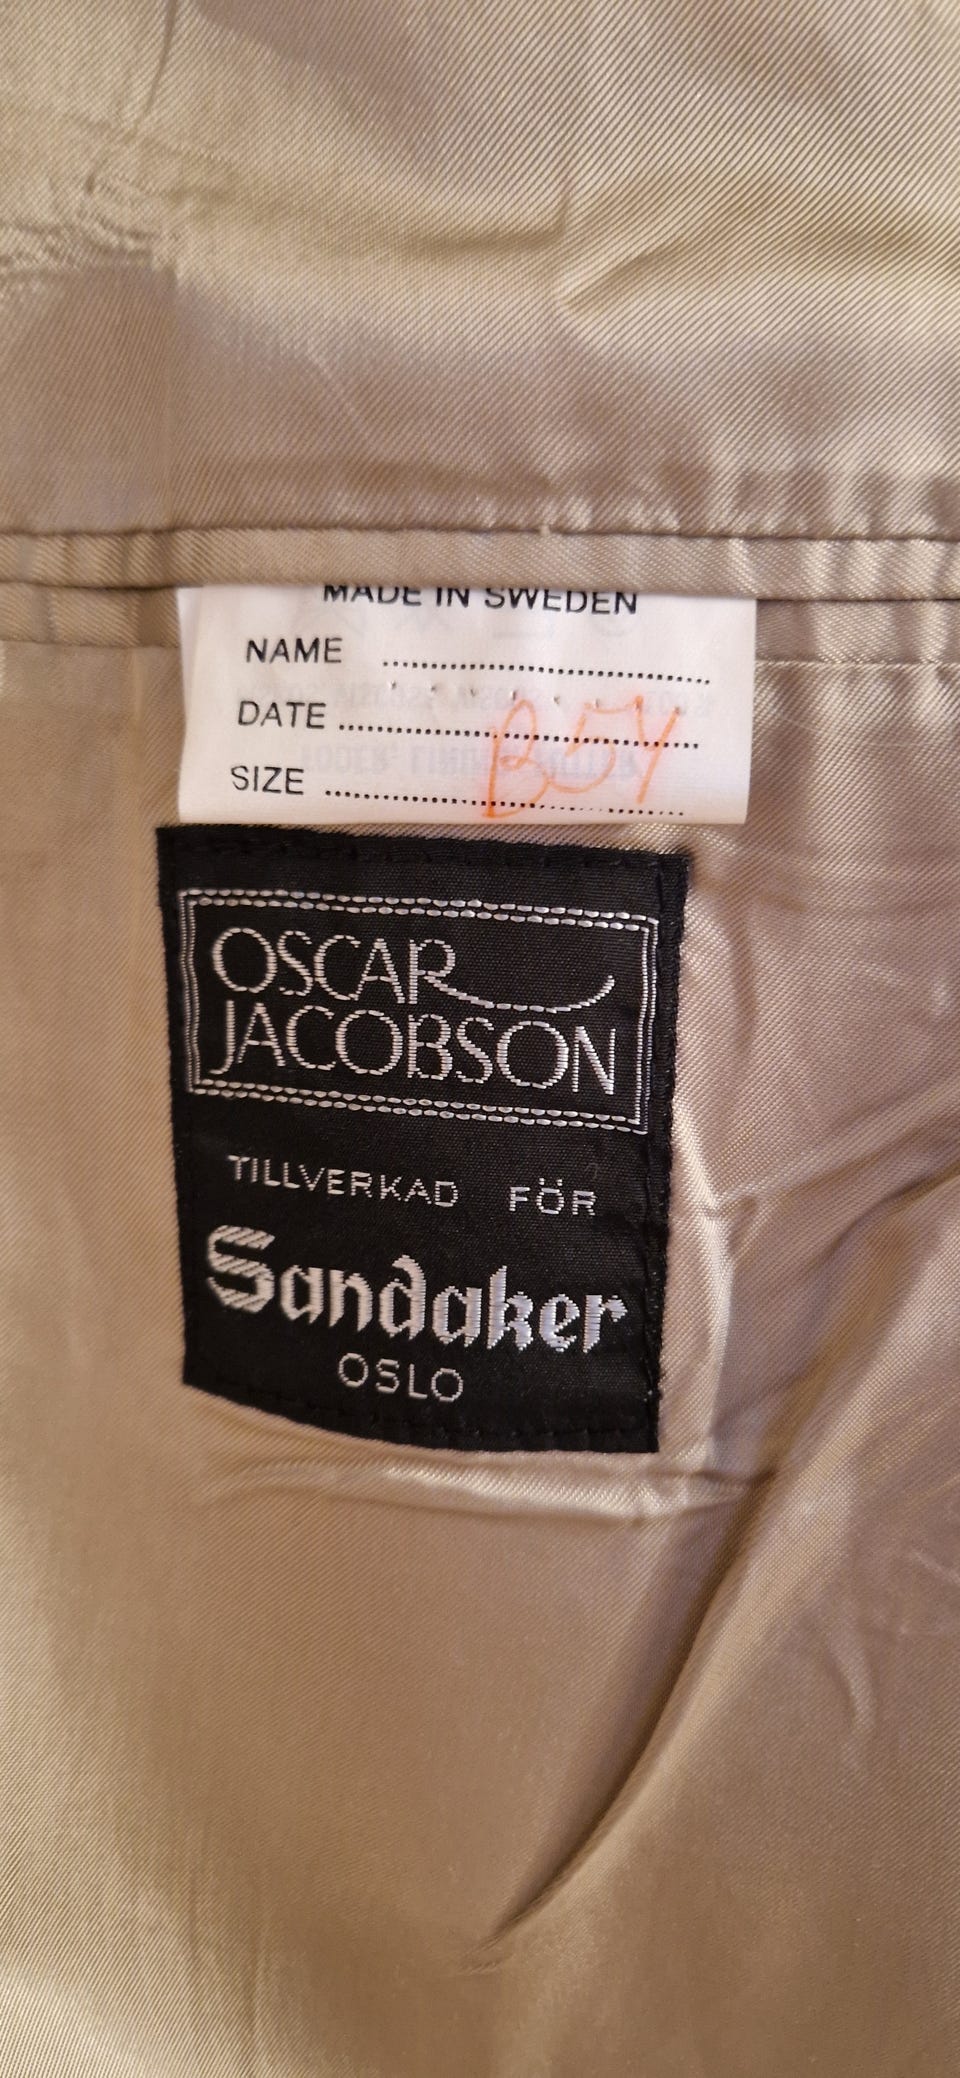 MADE IN SWEDEN
NAME
DATE
SIZE B54
OSCAR
JACOBSON
TILLVERKAD FÖR
Sandaker
OSLO